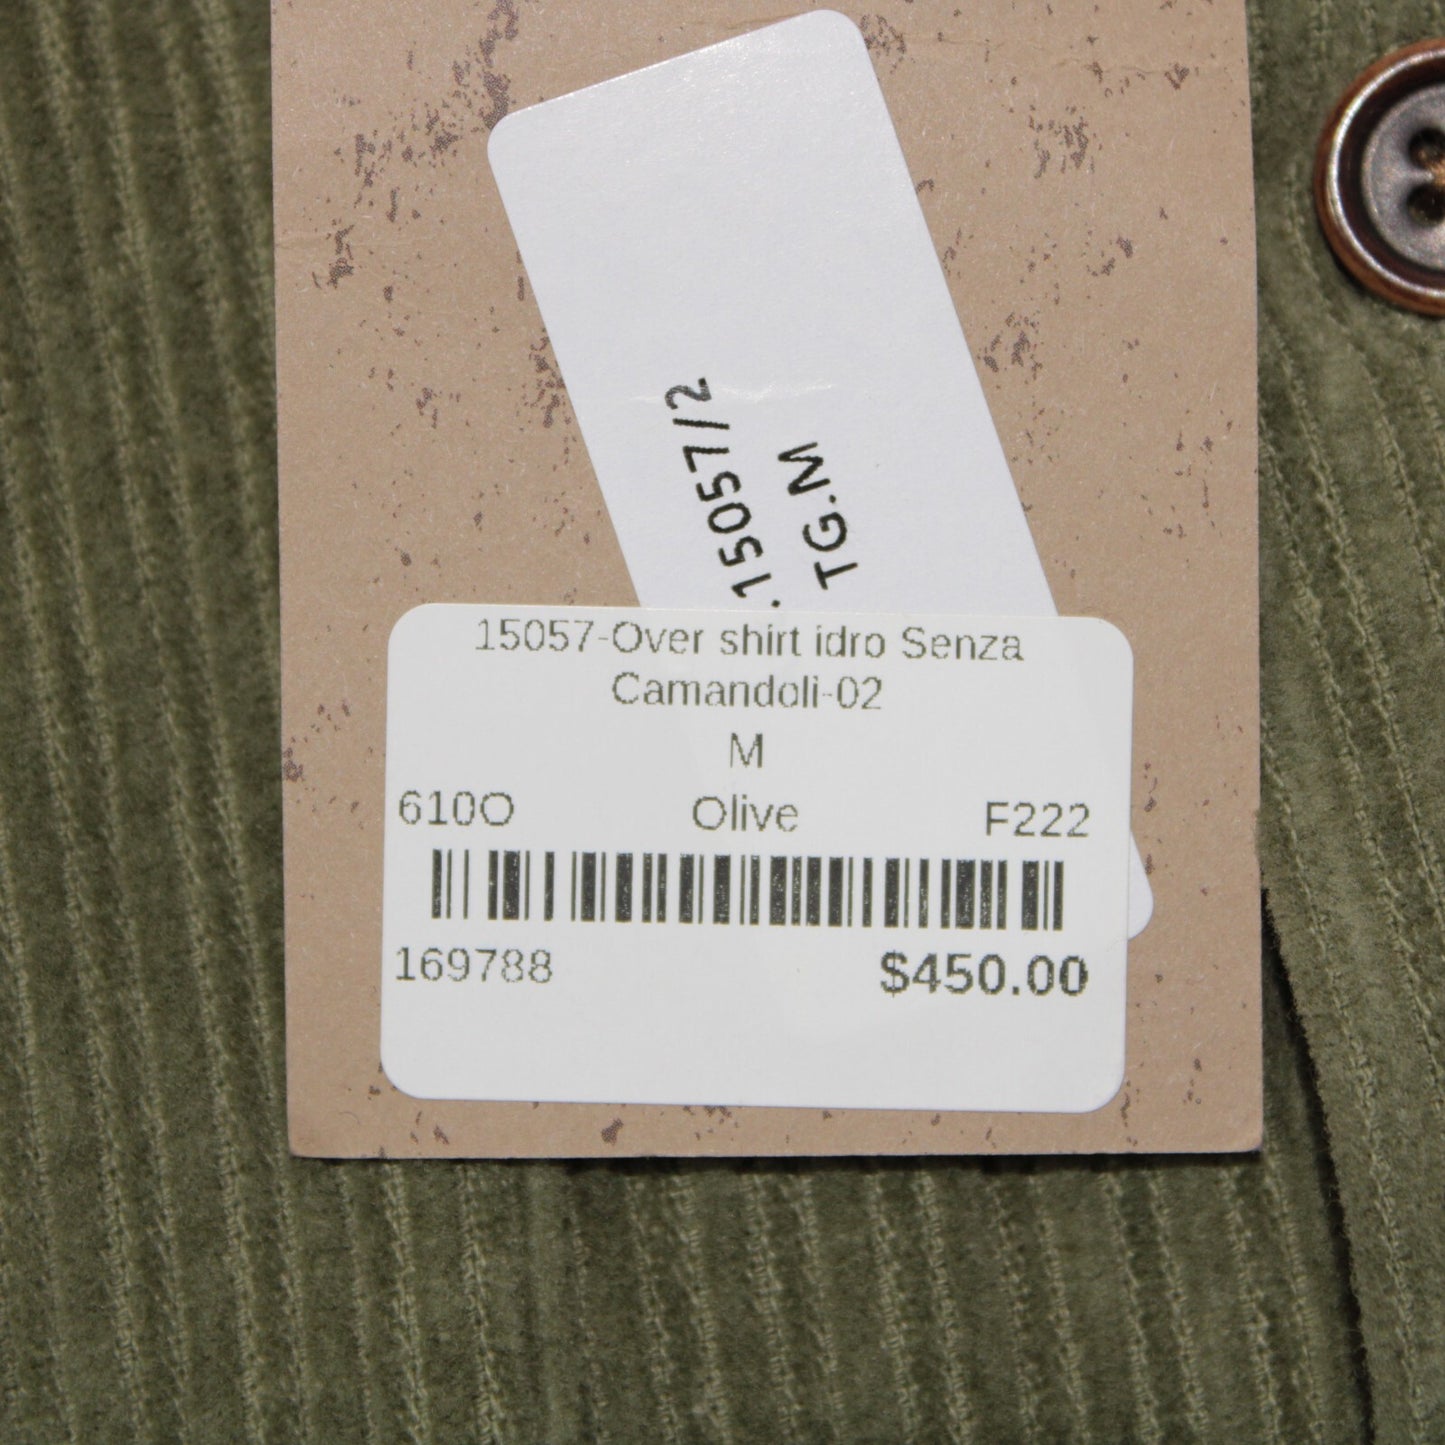 .15057//2
TG.M
15057-Over shirt idro Senza
Camandoli-02
M
610O Olive F222
169788 $450.00